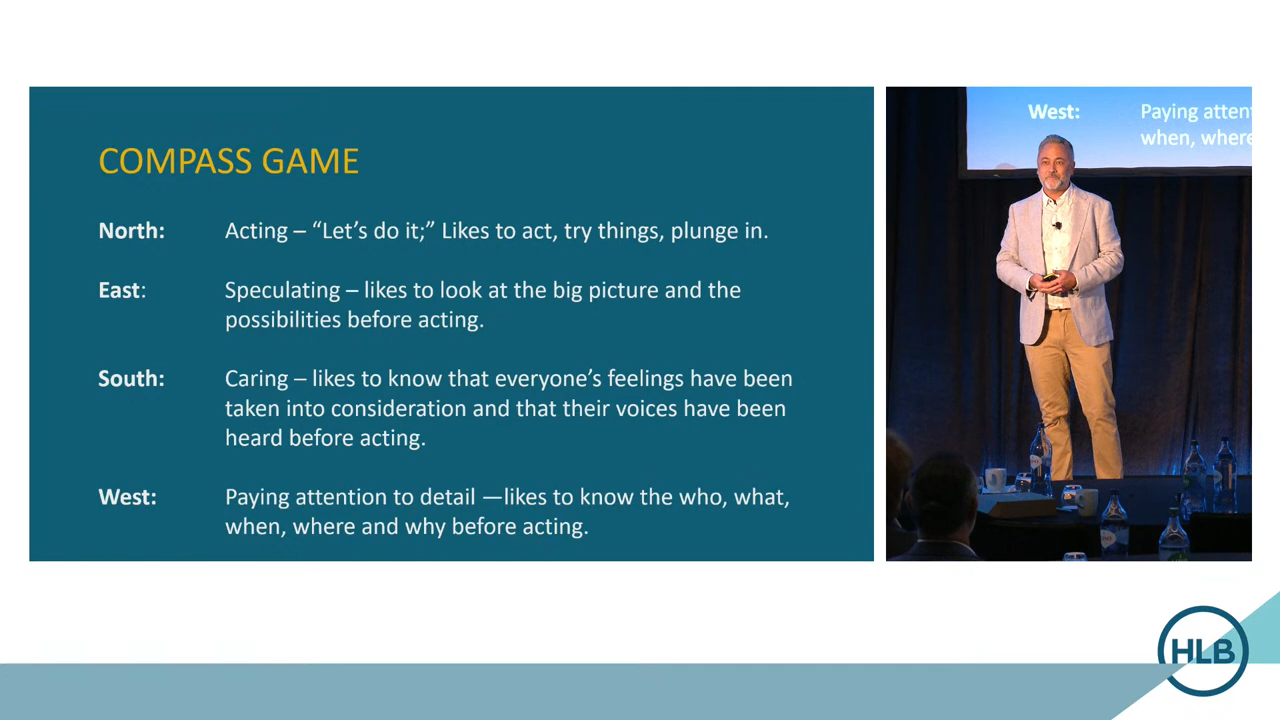 COMPASS GAME
North: Acting – “Let’s do it;” Likes to act, try things, plunge in.
East: Speculating – likes to look at the big picture and the
possibilities before acting.
South: Caring – likes to know that everyone’s feelings have been
taken into consideration and that their voices have been
heard before acting.
West: Paying attention to detail —likes to know the who, what,
when, where and why before acting.
West: Paying atten
when, where
HLB